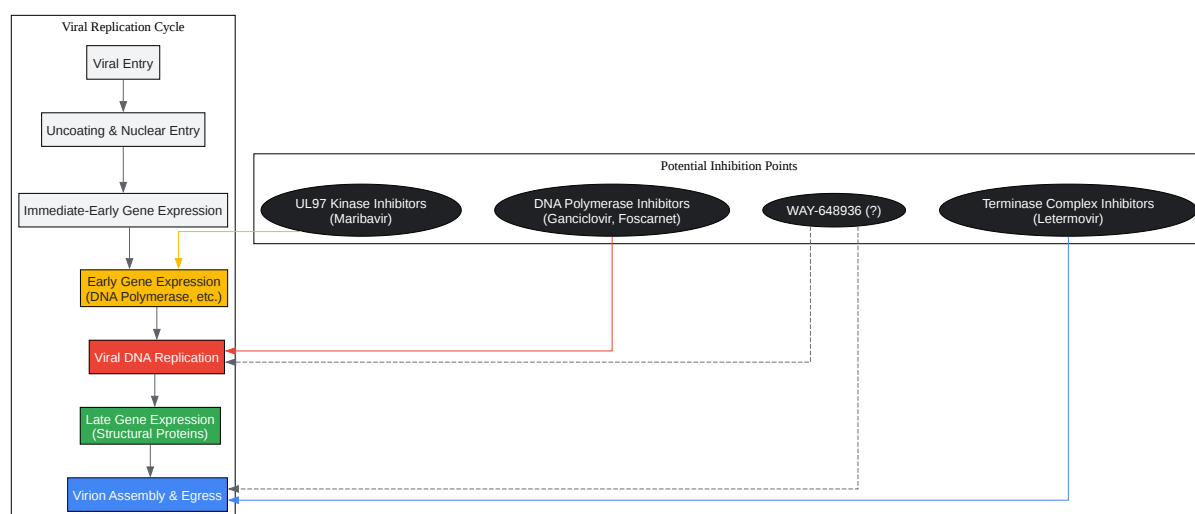 Viral Replication Cycle
Viral Entry
Uncoating & Nuclear Entry
Immediate-Early Gene Expression
Early Gene Expression
(DNA Polymerase, etc.)
Viral DNA Replication
Late Gene Expression
(Structural Proteins)
Virion Assembly & Egress
Potential Inhibition Points
UL97 Kinase Inhibitors
(Maribavir)
DNA Polymerase Inhibitors
(Ganciclovir, Foscarnet)
WAY-648936 (?)
Terminase Complex Inhibitors
(Letermovir)